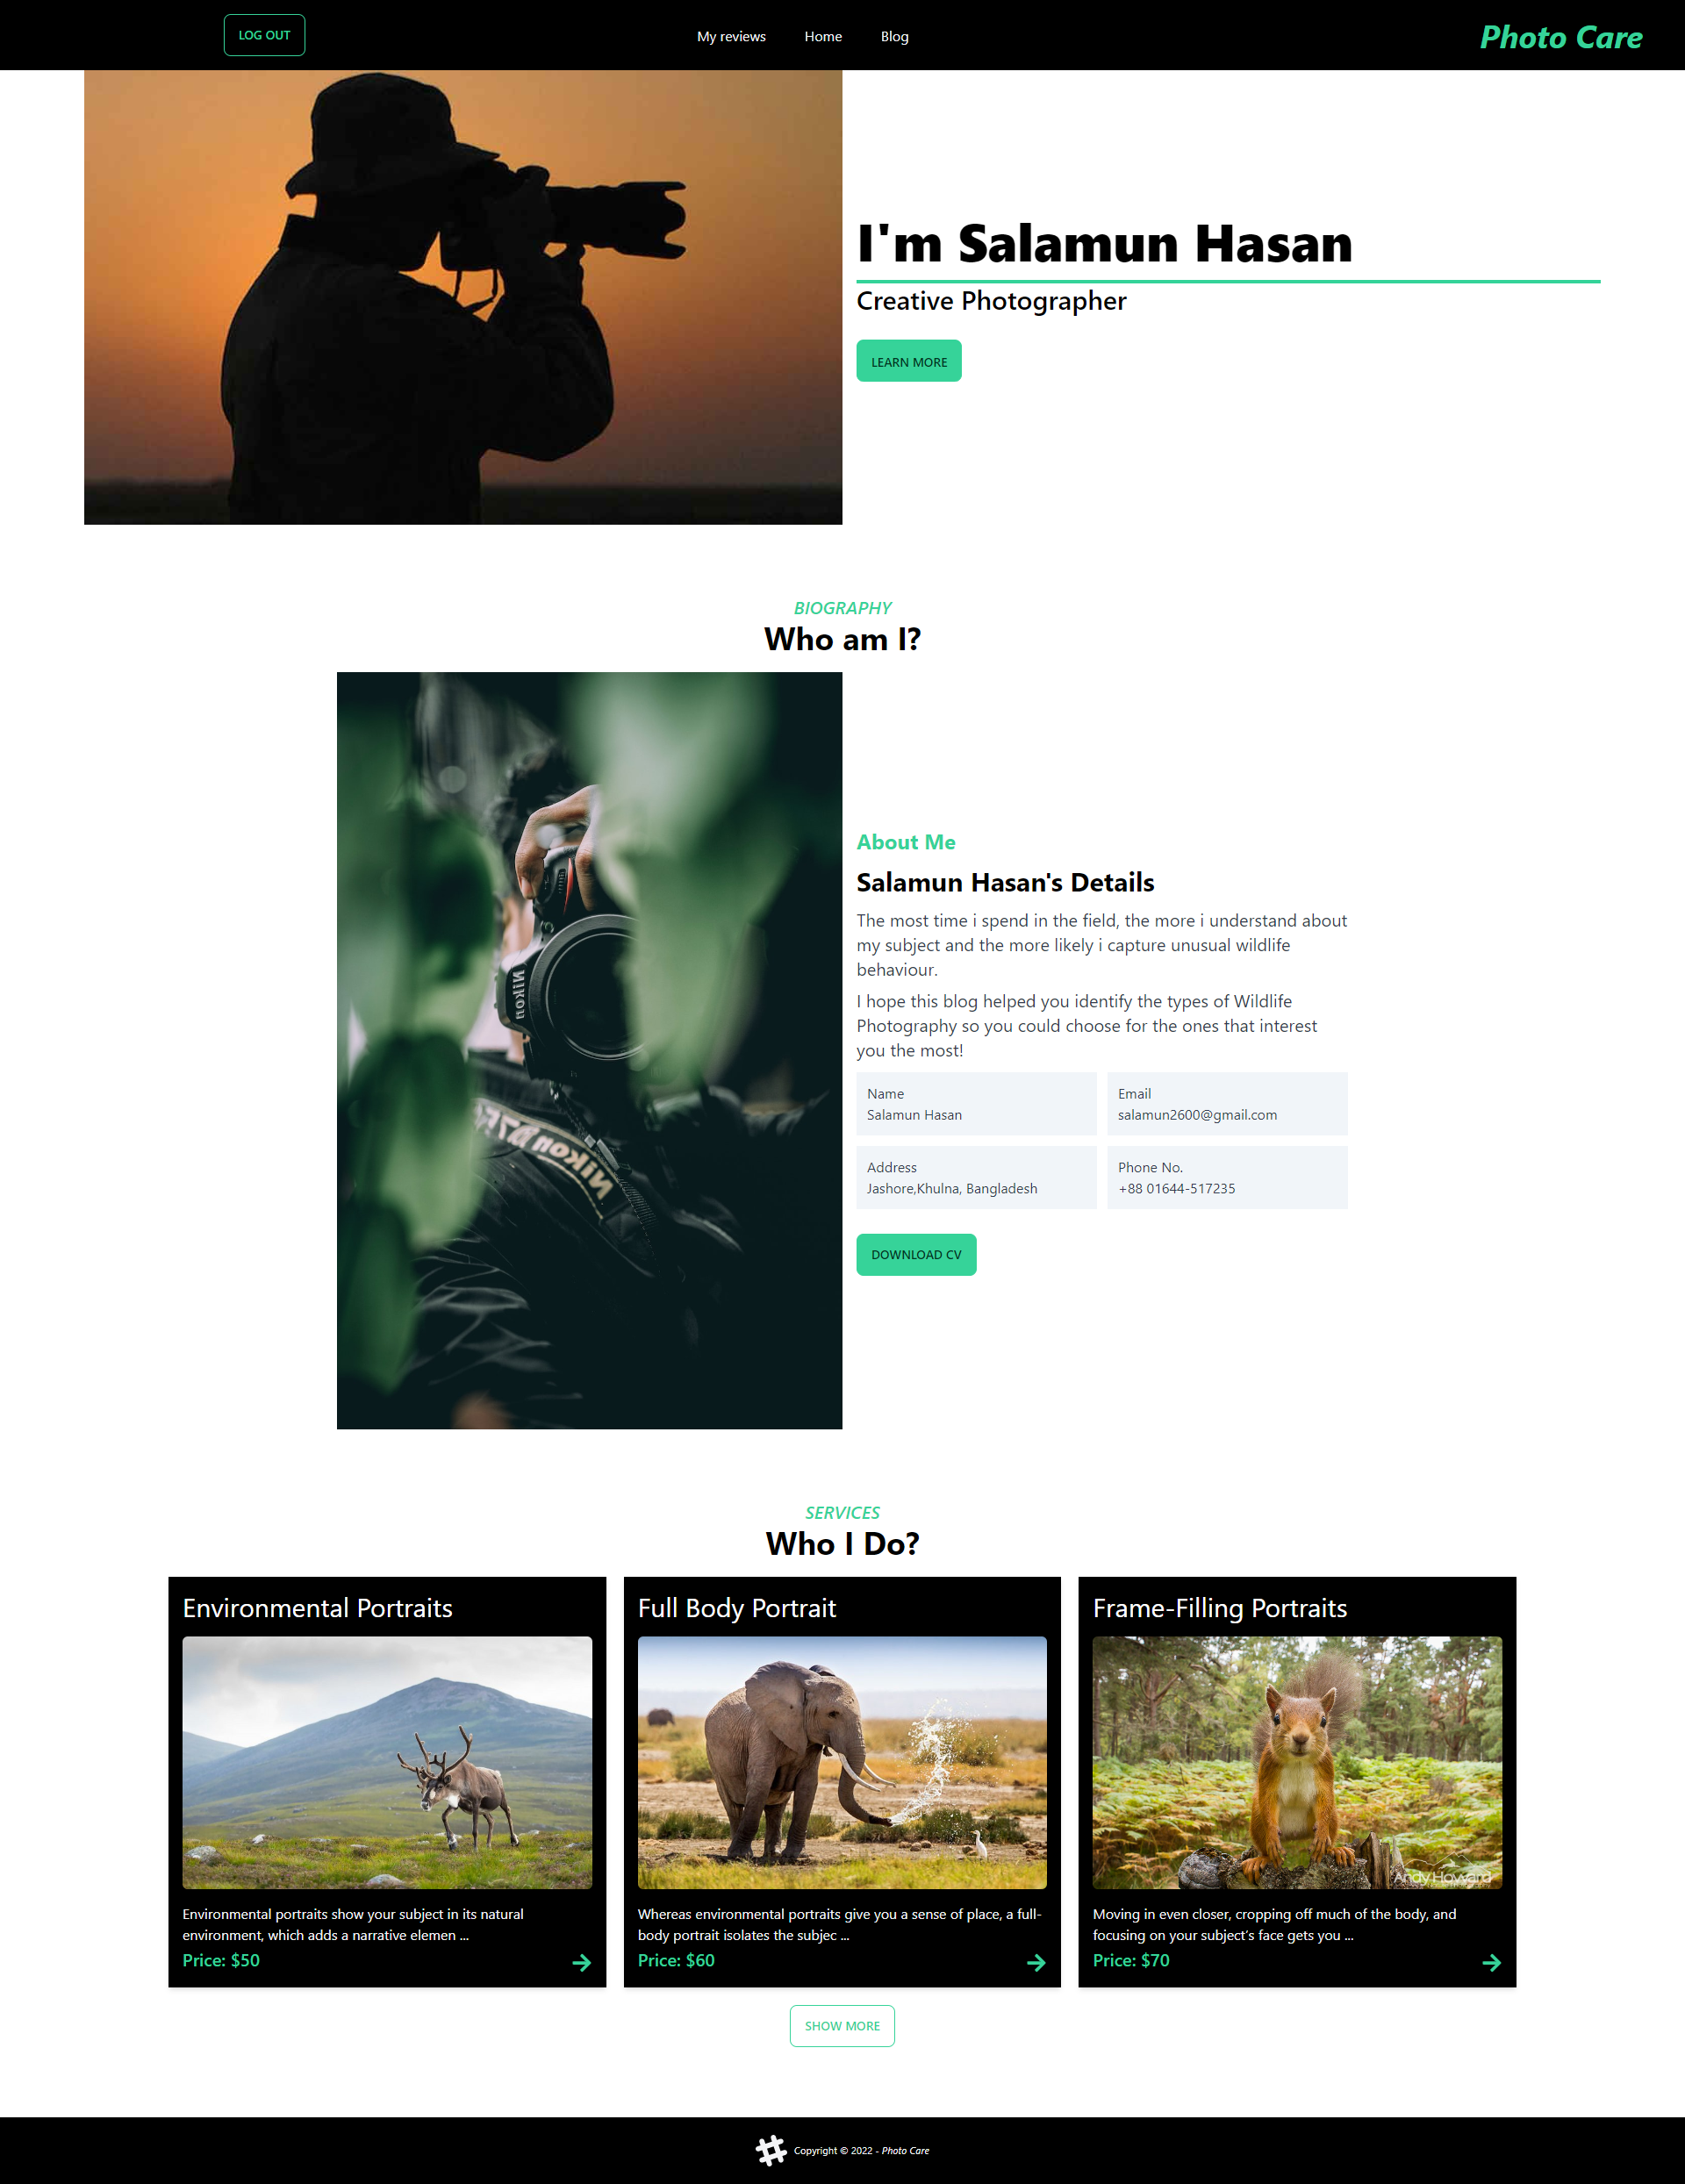 LOG OUT
My reviews
Home
Blog
Photo Care
I'm Salamun Hasan
Creative Photographer
LEARN MORE
BIOGRAPHY
Who am I?
Nikon
Nikon
About Me
Salamun Hasan's Details
The most time i spend in the field, the more i understand about
my subject and the more likely i capture unusual wildlife
behaviour.
I hope this blog helped you identify the types of Wildlife
Photography so you could choose for the ones that interest
you the most!
Name
Salamun Hasan
Email
salamun2600@gmail.com
Address
Jashore,Khulna, Bangladesh
Phone No.
+88 01644-517235
DOWNLOAD CV
SERVICES
Who I Do?
Environmental Portraits
Environmental portraits show your subject in its natural
environment, which adds a narrative elemen ...
Price: $50
Full Body Portrait
Whereas environmental portraits give you a sense of place, a full-
body portrait isolates the subjec ...
Price: $60
Frame-Filling Portraits
Andy Howard
Moving in even closer, cropping off much of the body, and
focusing on your subject’s face gets you ...
Price: $70
SHOW MORE
Copyright © 2022 - Photo Care